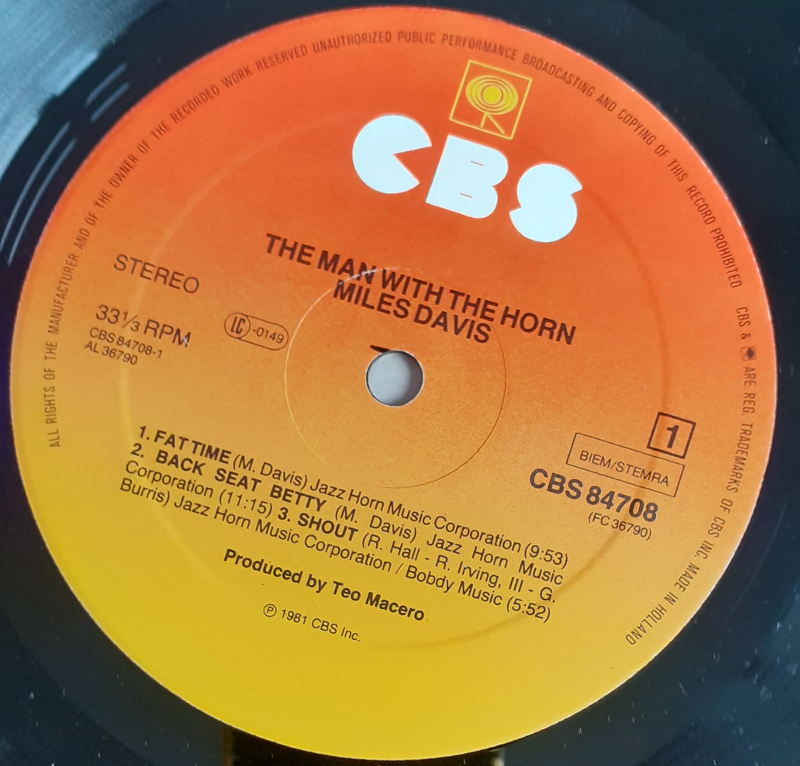 ALL RIGHTS OF THE MANUFACTURER AND OF THE OWNER OF THE RECORDED WORK RESERVED UNAUTHORIZED PUBLIC PERFORMANCE BROADCASTING AND COPYING OF THIS RECORD PROHIBITED
CBS & ARE REG. TRADEMARKS OF CBS INC. MADE IN HOLLAND
CBS
THE MAN WITH THE HORN
MILES DAVIS
STEREO
33 1/3 RPM
CBS 84708-1
AL 36790
LC -0149
1
BIEM/STEMRA
CBS 84708
(FC 36790)
1. FAT TIME (M. Davis) Jazz Horn Music Corporation (9:53)
2. BACK SEAT BETTY (M. Davis) Jazz Horn Music
Corporation (11:15) 3. SHOUT (R. Hall - R. Irving, III - G.
Burris) Jazz Horn Music Corporation / Bobdy Music (5:52)
Produced by Teo Macero
℗ 1981 CBS Inc.